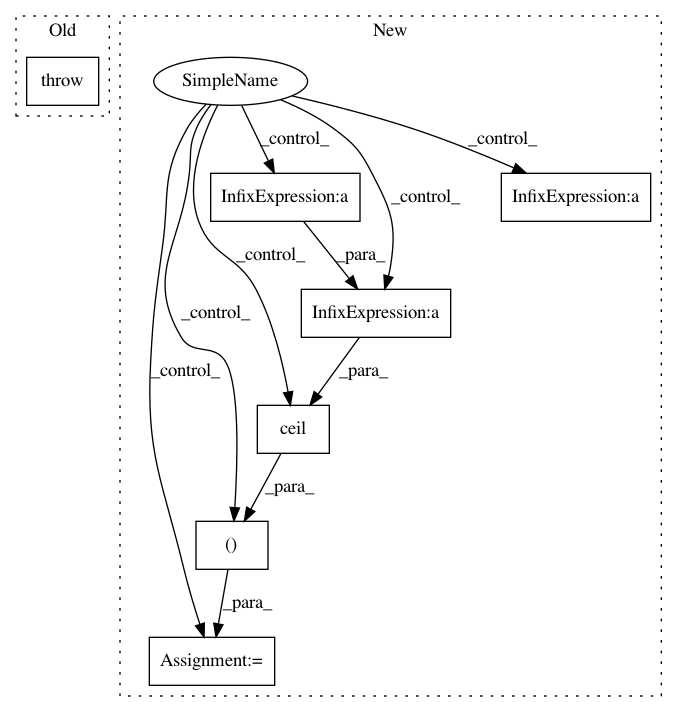 Old
New
throw
SimpleName
_control_
_control_
InfixExpression:a
InfixExpression:a
_control_
_para_
_control_
_control_
InfixExpression:a
_control_
_para_
ceil
_para_
()
_para_
Assignment:=